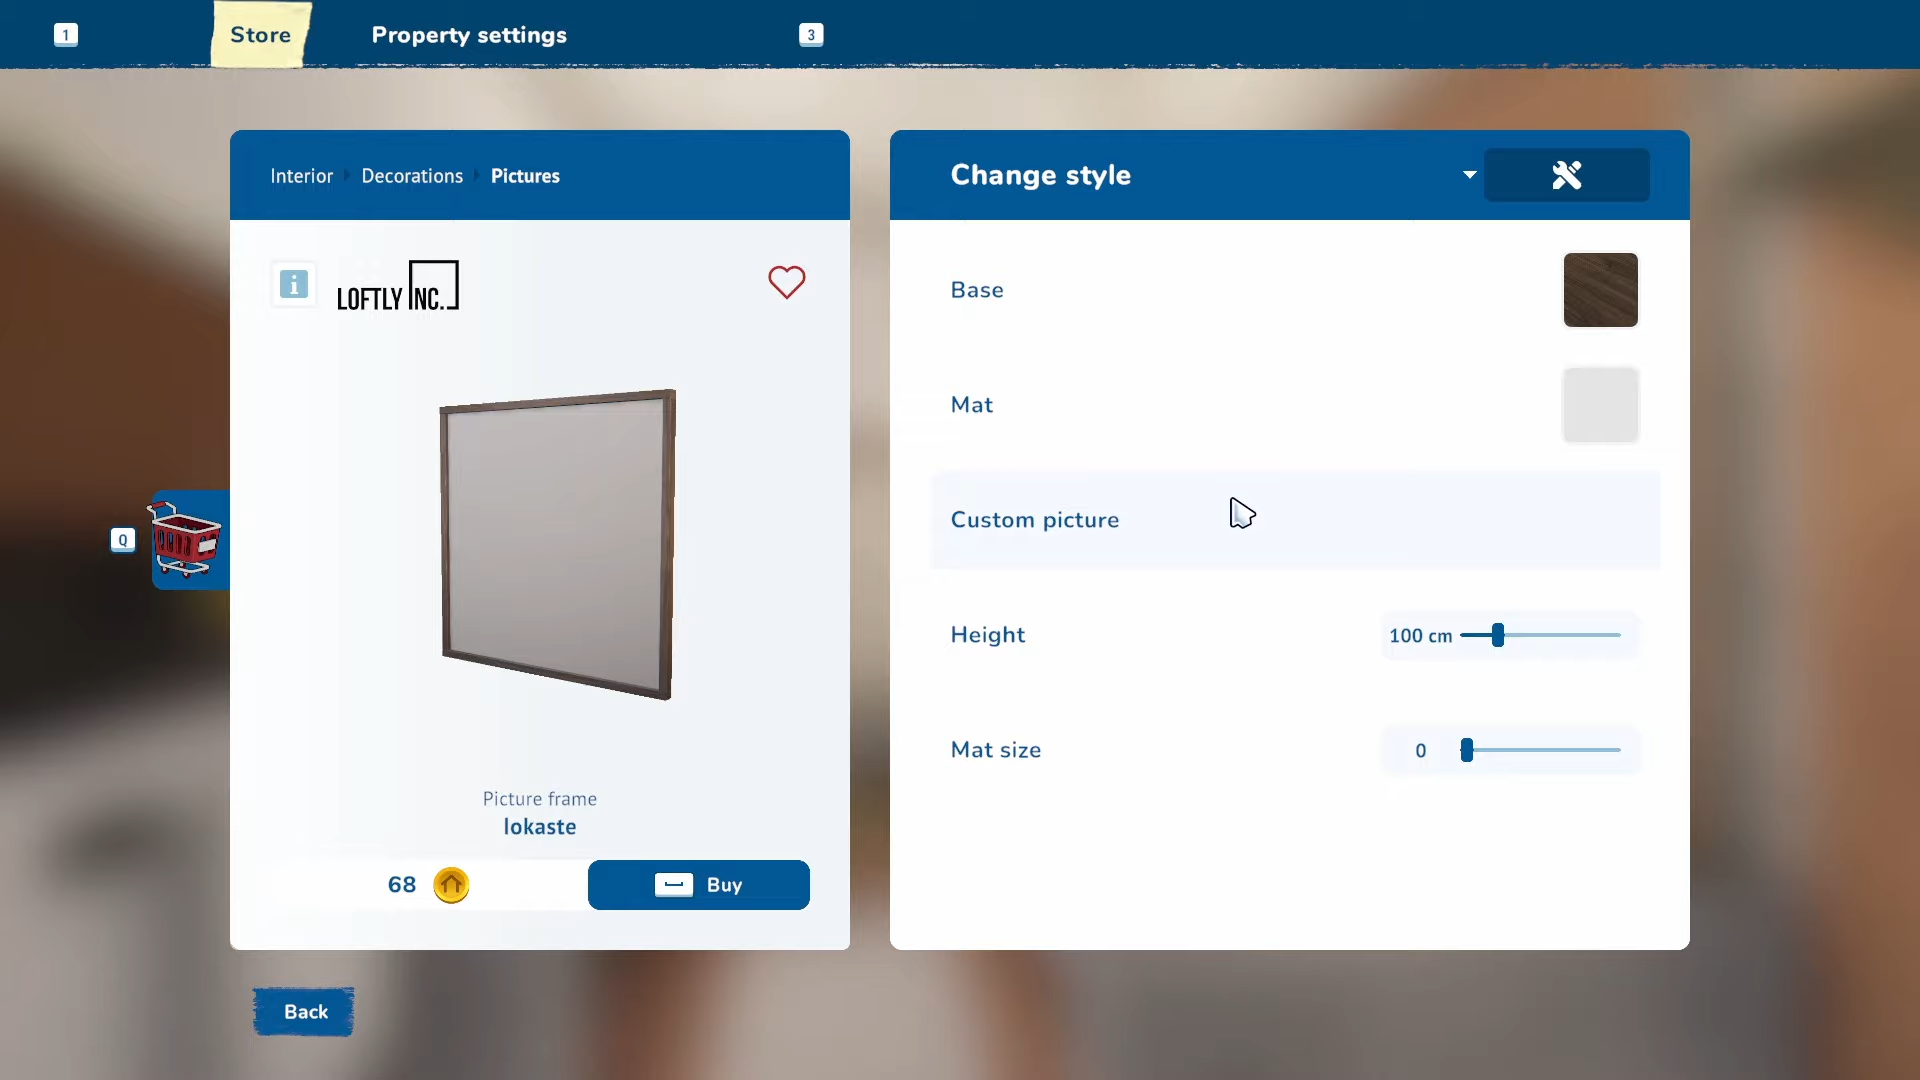 1
Store
Property settings
3
Interior
Decorations
Pictures
i
LOFTLY INC.
Q
Picture frame
Iokaste
68
Buy
Back
Change style
Base
Mat
Custom picture
Height
100 cm
Mat size
0